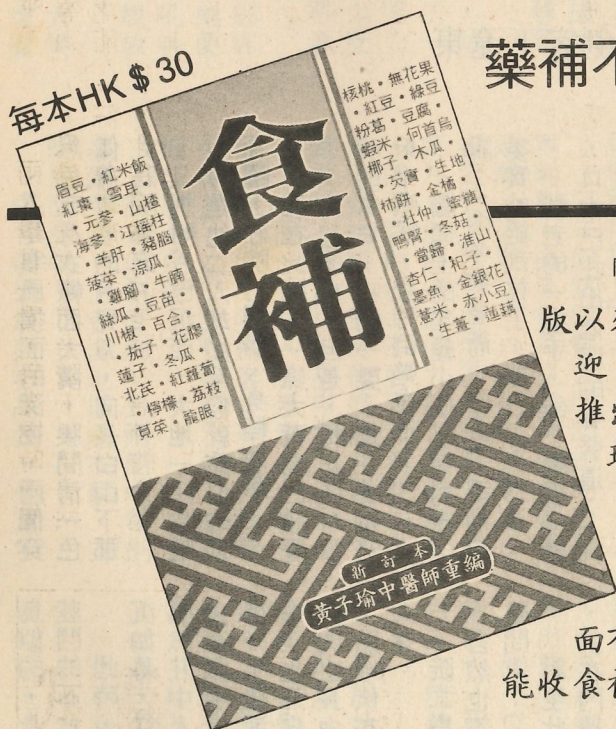 每本HK$30
藥補不
食補
眉豆・紅米飯
紅棗・雪耳・
・元參・山楂
海參・江瑤柱
・羊肝・豬腦
菠菜・涼瓜・
・雞腳・牛腩
絲瓜・豆苗・
川椒・百合・
・茄子・花膠
蓮子・冬瓜・
北芪・紅蘿蔔
・檸檬・荔枝
莧菜・龍眼・
核桃・無花果
・紅豆・綠豆
粉葛・豆腐・
蝦米・何首烏
椰子・木瓜・
・芡實・生地
柿餅・金橘・
・杜仲・蜜糖
鴨腎・冬菇・
・當歸・淮山
杏仁・杞子・
・墨魚・金銀花
薏米・赤小豆
・生薑・蓮藕
新訂本
黃子瑜中醫師重編
版以
迎
推
面
能收食